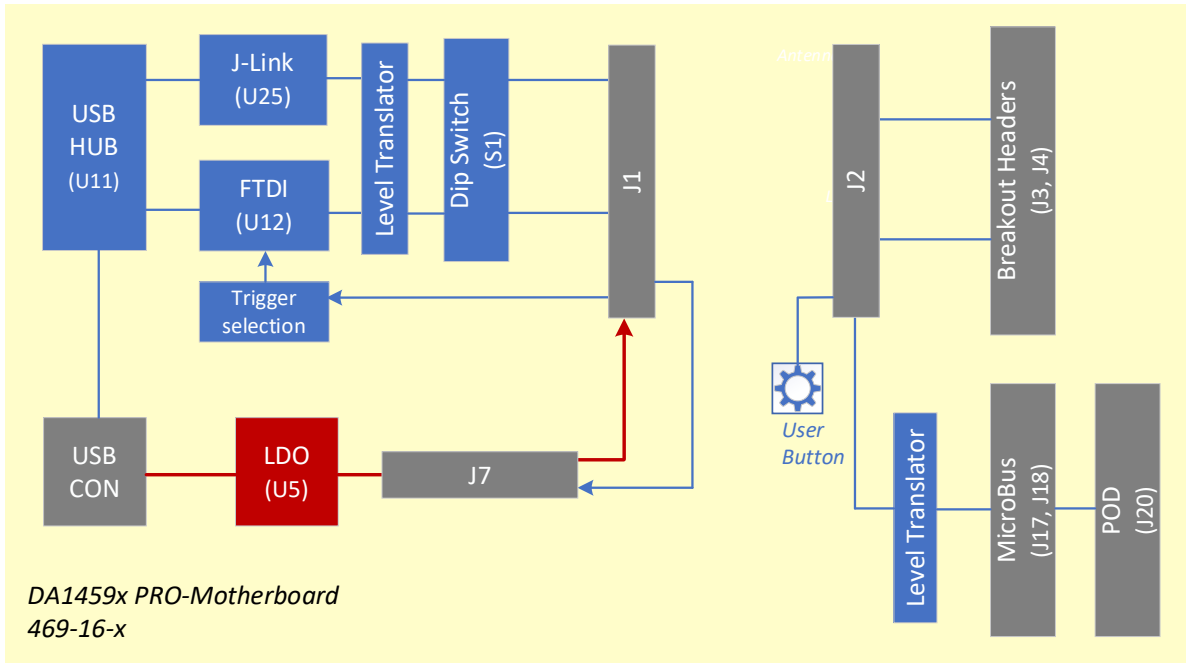 USB
HUB
(U11)
J-Link
(U25)
FTDI
(U12)
Trigger
selection
Level Translator
Dip Switch
(S1)
J1
Antenn
J2
Breakout Headers
(J3, J4)
User
Button
USB
CON
LDO
(U5)
J7
Level Translator
MicroBus
(J17, J18)
POD
(J20)
DA1459x PRO-Motherboard
469-16-x